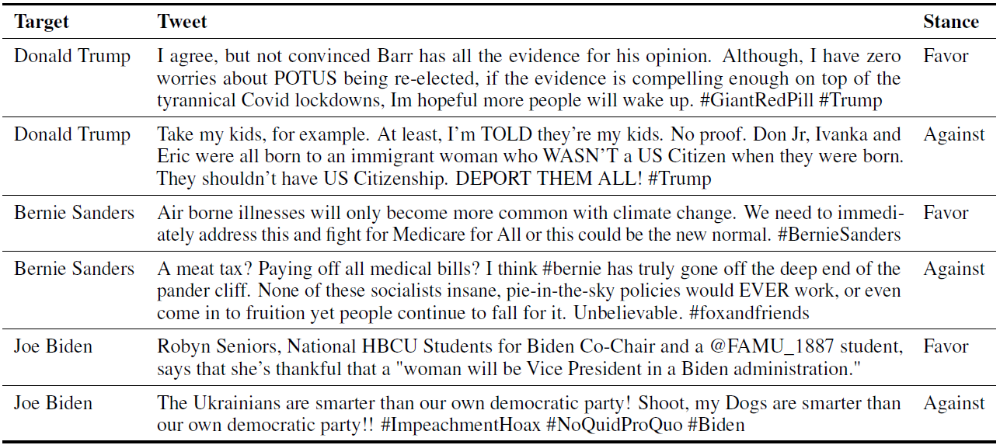 Target Tweet Stance
Donald Trump I agree, but not convinced Barr has all the evidence for his opinion. Although, I have zero Favor
worries about POTUS being re-elected, if the evidence is compelling enough on top of the
tyrannical Covid lockdowns, Im hopeful more people will wake up. #GiantRedPill #Trump
Donald Trump Take my kids, for example. At least, I'm TOLD they're my kids. No proof. Don Jr, Ivanka and Against
Eric were all born to an immigrant woman who WASN'T a US Citizen when they were born.
They shouldn't have US Citizenship. DEPORT THEM ALL! #Trump
Bernie Sanders Air borne illnesses will only become more common with climate change. We need to immedi- Favor
ately address this and fight for Medicare for All or this could be the new normal. #BernieSanders
Bernie Sanders A meat tax? Paying off all medical bills? I think #bernie has truly gone off the deep end of the Against
pander cliff. None of these socialists insane, pie-in-the-sky policies would EVER work, or even
come in to fruition yet people continue to fall for it. Unbelievable. #foxandfriends
Joe Biden Robyn Seniors, National HBCU Students for Biden Co-Chair and a @FAMU_1887 student, Favor
says that she's thankful that a "woman will be Vice President in a Biden administration."
Joe Biden The Ukrainians are smarter than our own democratic party! Shoot, my Dogs are smarter than Against
our own democratic party!! #ImpeachmentHoax #NoQuidProQuo #Biden